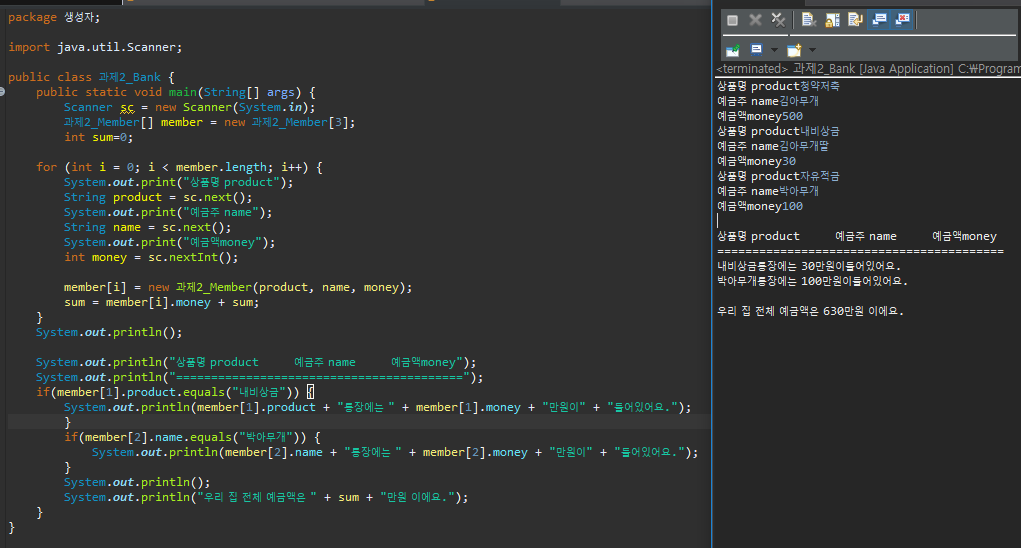 package 생성자;
import java.util.Scanner;
public class 과제2_Bank {
public static void main(String[] args) {
Scanner sc = new Scanner(System.in);
과제2_Member[] member = new 과제2_Member[3];
int sum=0;
for (int i = 0; i < member.length; i++) {
System.out.print("상품명 product");
String product = sc.next();
System.out.print("예금주 name");
String name = sc.next();
System.out.print("예금액money");
int money = sc.nextInt();
member[i] = new 과제2_Member(product, name, money);
sum = member[i].money + sum;
}
System.out.println();
System.out.println("상품명 product     예금주 name     예금액money");
System.out.println("=========================================");
if(member[1].product.equals("내비상금")) {
System.out.println(member[1].product + "통장에는 " + member[1].money + "만원이" + "들어있어요.");
}
if(member[2].name.equals("박아무개")) {
System.out.println(member[2].name + "통장에는 " + member[2].money + "만원이" + "들어있어요.");
}
System.out.println();
System.out.println("우리 집 전체 예금액은 " + sum + "만원 이에요.");
}
}
<terminated> 과제2_Bank [Java Application] C:\Program
상품명 product청약저축
예금주 name김아무개
예금액money500
상품명 product내비상금
예금주 name김아무개딸
예금액money30
상품명 product자유적금
예금주 name박아무개
예금액money100
상품명 product     예금주 name     예금액money
=========================================
내비상금통장에는 30만원이들어있어요.
박아무개통장에는 100만원이들어있어요.
우리 집 전체 예금액은 630만원 이에요.